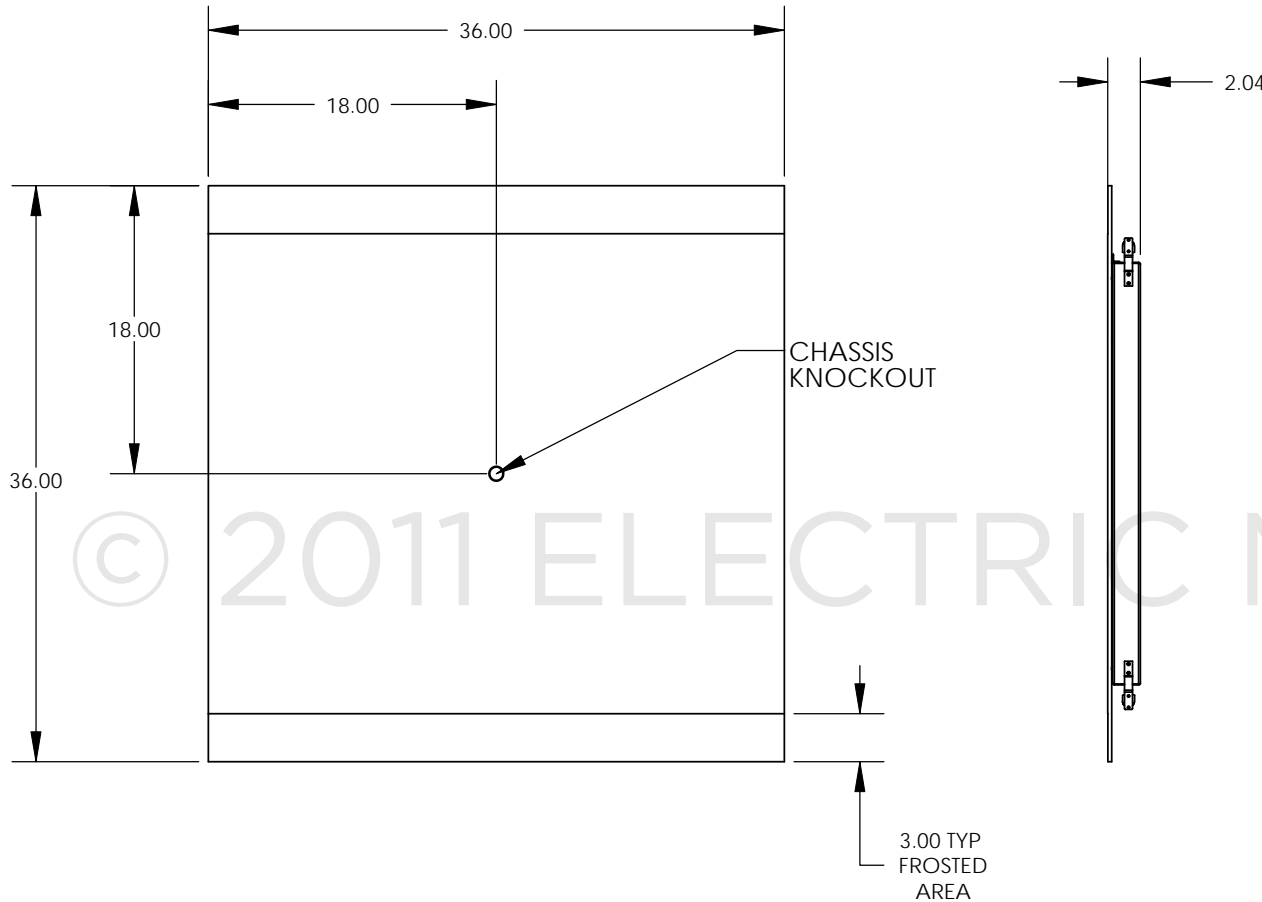 36.00
18.00
2.04
18.00
CHASSIS
KNOCKOUT
36.00
© 2011 ELECTRIC
3.00 TYP
FROSTED
AREA